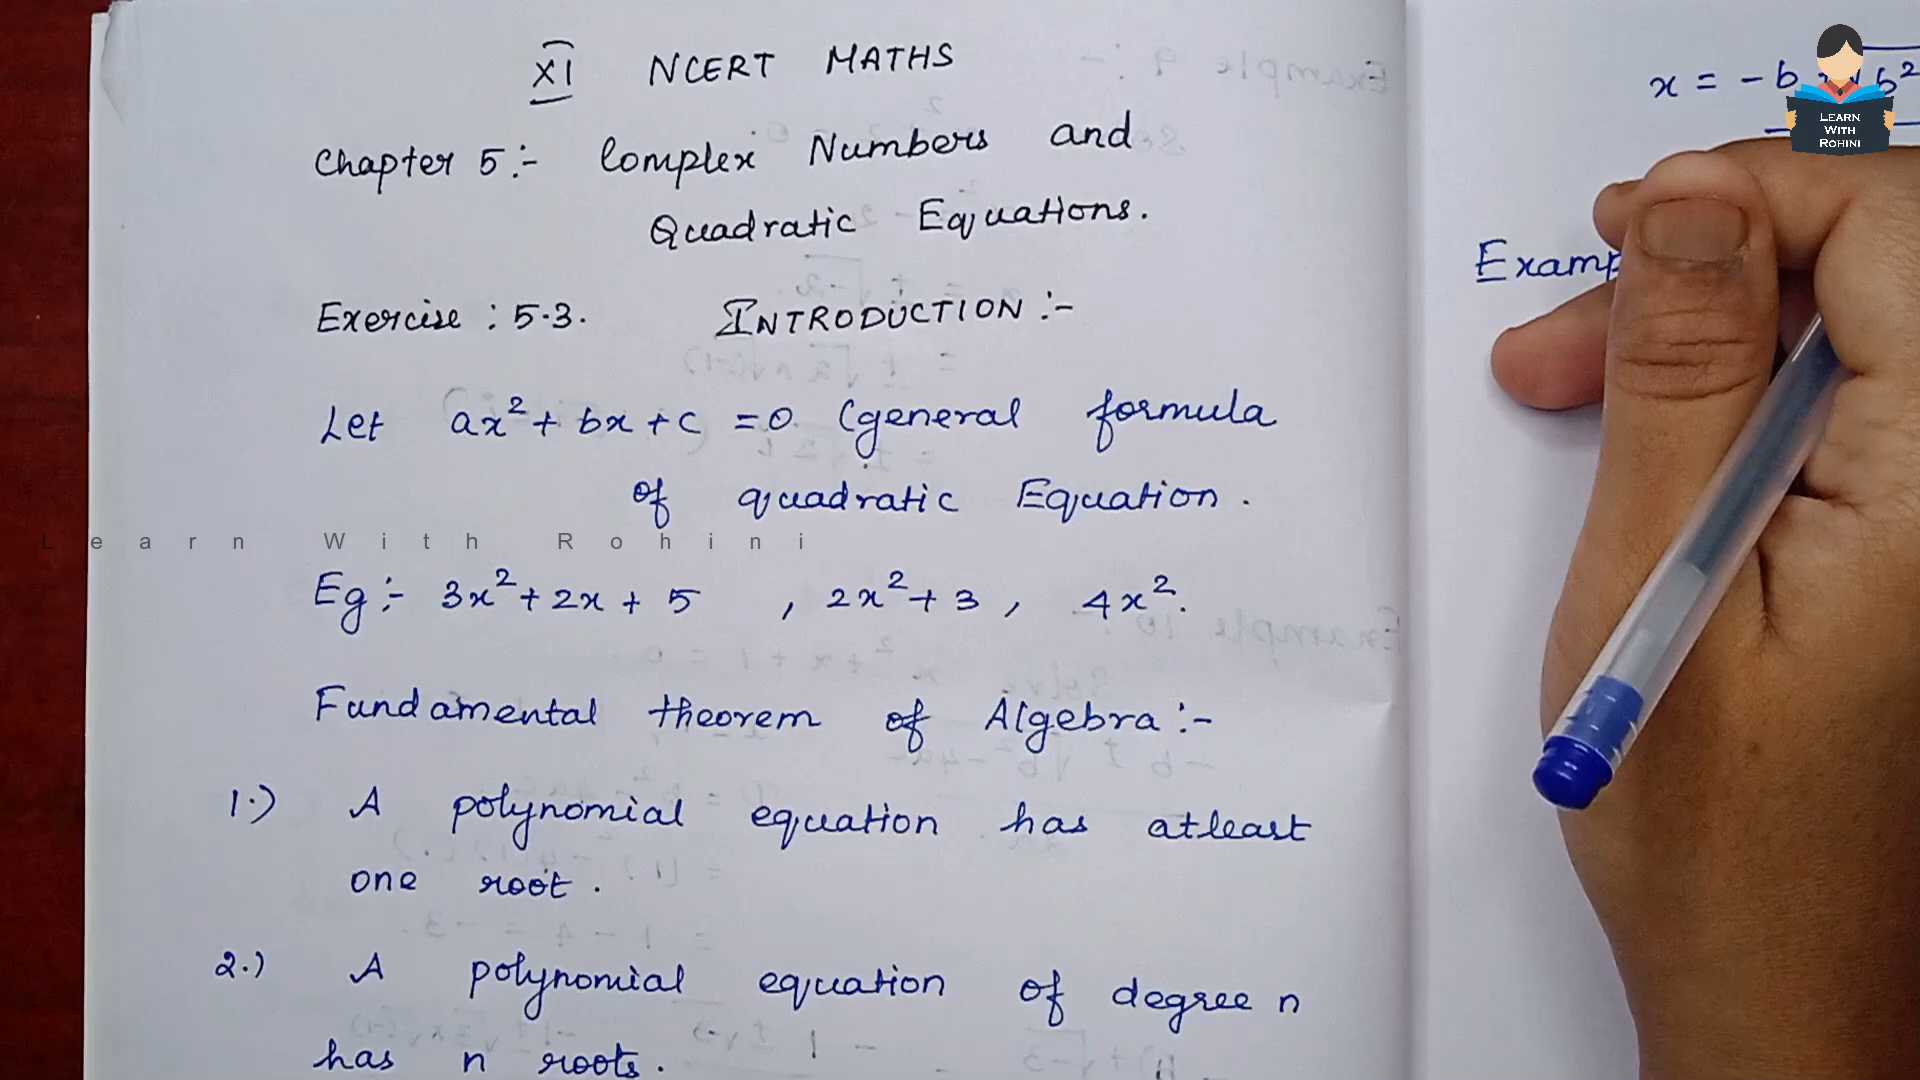 XI NCERT MATHS
Chapter 5:- Complex Numbers and
Quadratic Equations.
Exercise : 5.3. INTRODUCTION :-
Let ax² + bx + c = 0 (general formula
of quadratic Equation.
Learn With Rohini
Eg:- 3x² + 2x + 5 , 2x² + 3 , 4x².
Fundamental theorem of Algebra :-
1.) A polynomial equation has atleast
one root.
2.) A polynomial equation of degree n
has n roots.
x = -b
b²
LEARN
WITH
ROHINI